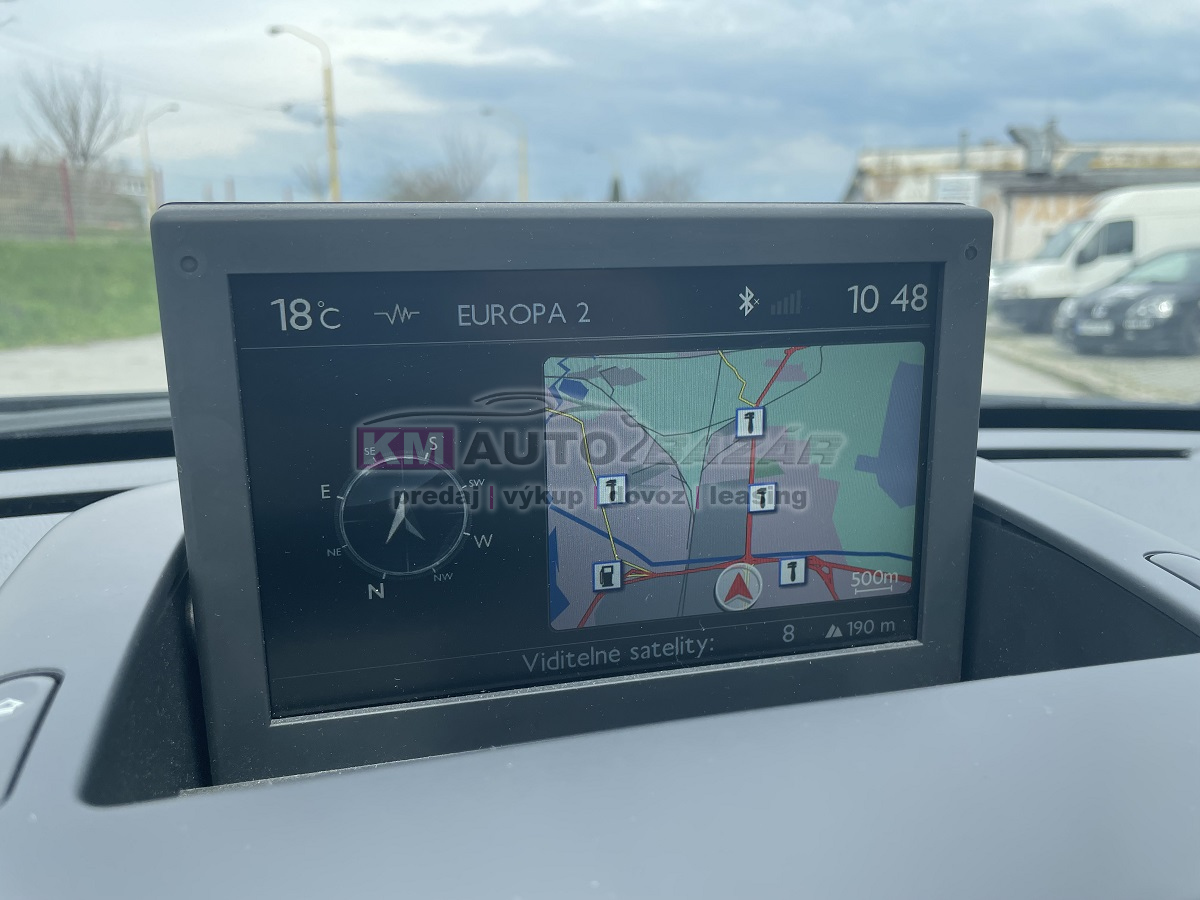 18°C EUROPA 2 10 48
KM AUTOBAZÁR
predaj | výkup | dovoz | leasing
S
SE
SW
E
W
NE
NW
N
500m
Viditelne satelity: 8 190 m